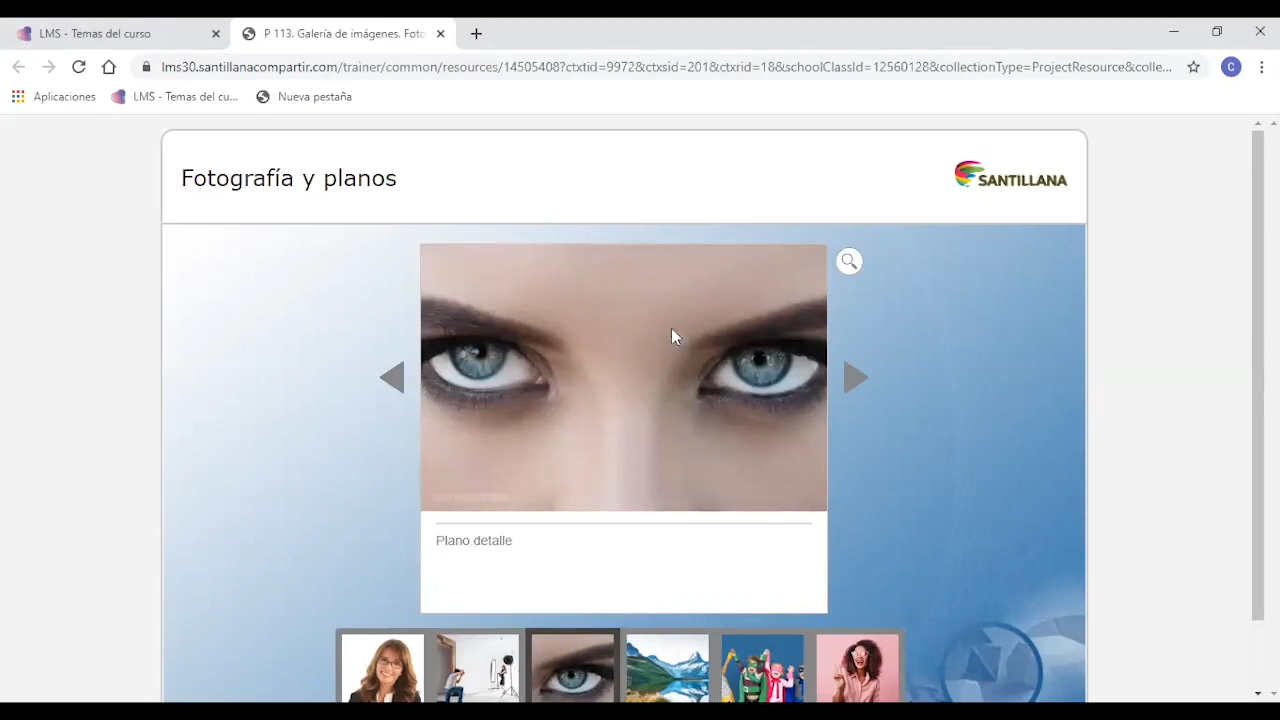 LMS - Temas del curso
P 113. Galería de imágenes. Foto
lms30.santillanacompartir.com/trainer/common/resources/14505408?ctxtid=9972&ctxsid=201&ctxrid=18&schoolClassId=12560128&collectionType=ProjectResource&colle...
C
Aplicaciones
LMS - Temas del cu...
Nueva pestaña
Fotografía y planos
SANTILLANA
Plano detalle